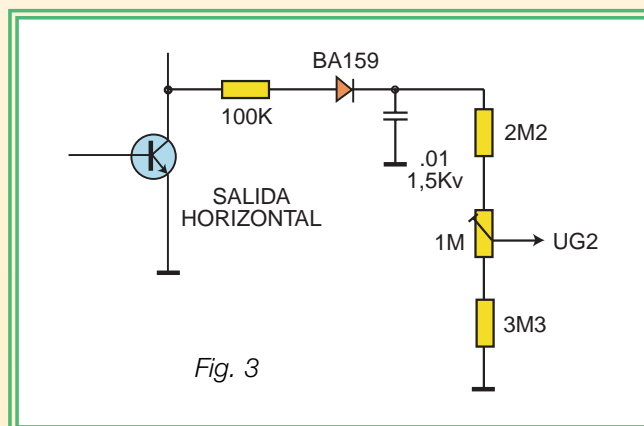 BA159
100K
2M2
.01
1,5Kv
SALIDA
HORIZONTAL
1M
UG2
3M3
Fig. 3